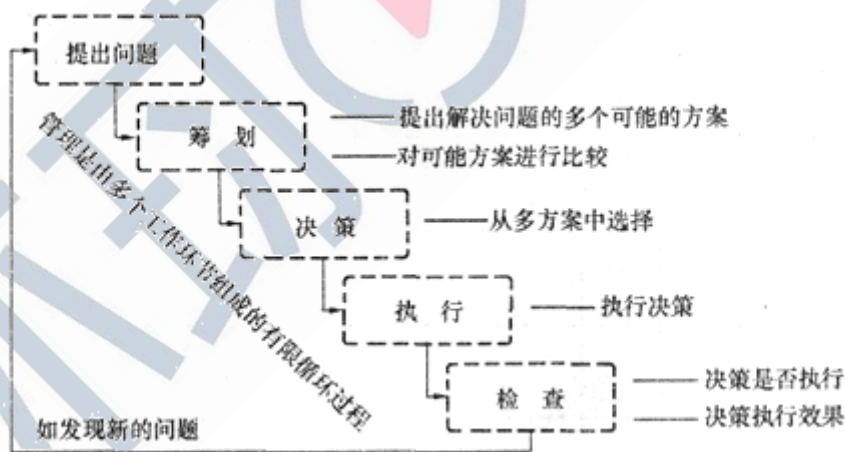 提出问题
筹 划
提出解决问题的多个可能的方案
对可能方案进行比较
决 策
从多方案中选择
执 行
执行决策
检 查
决策是否执行
决策执行效果
管理是由多个工作环节组成的有限循环过程
如发现新的问题